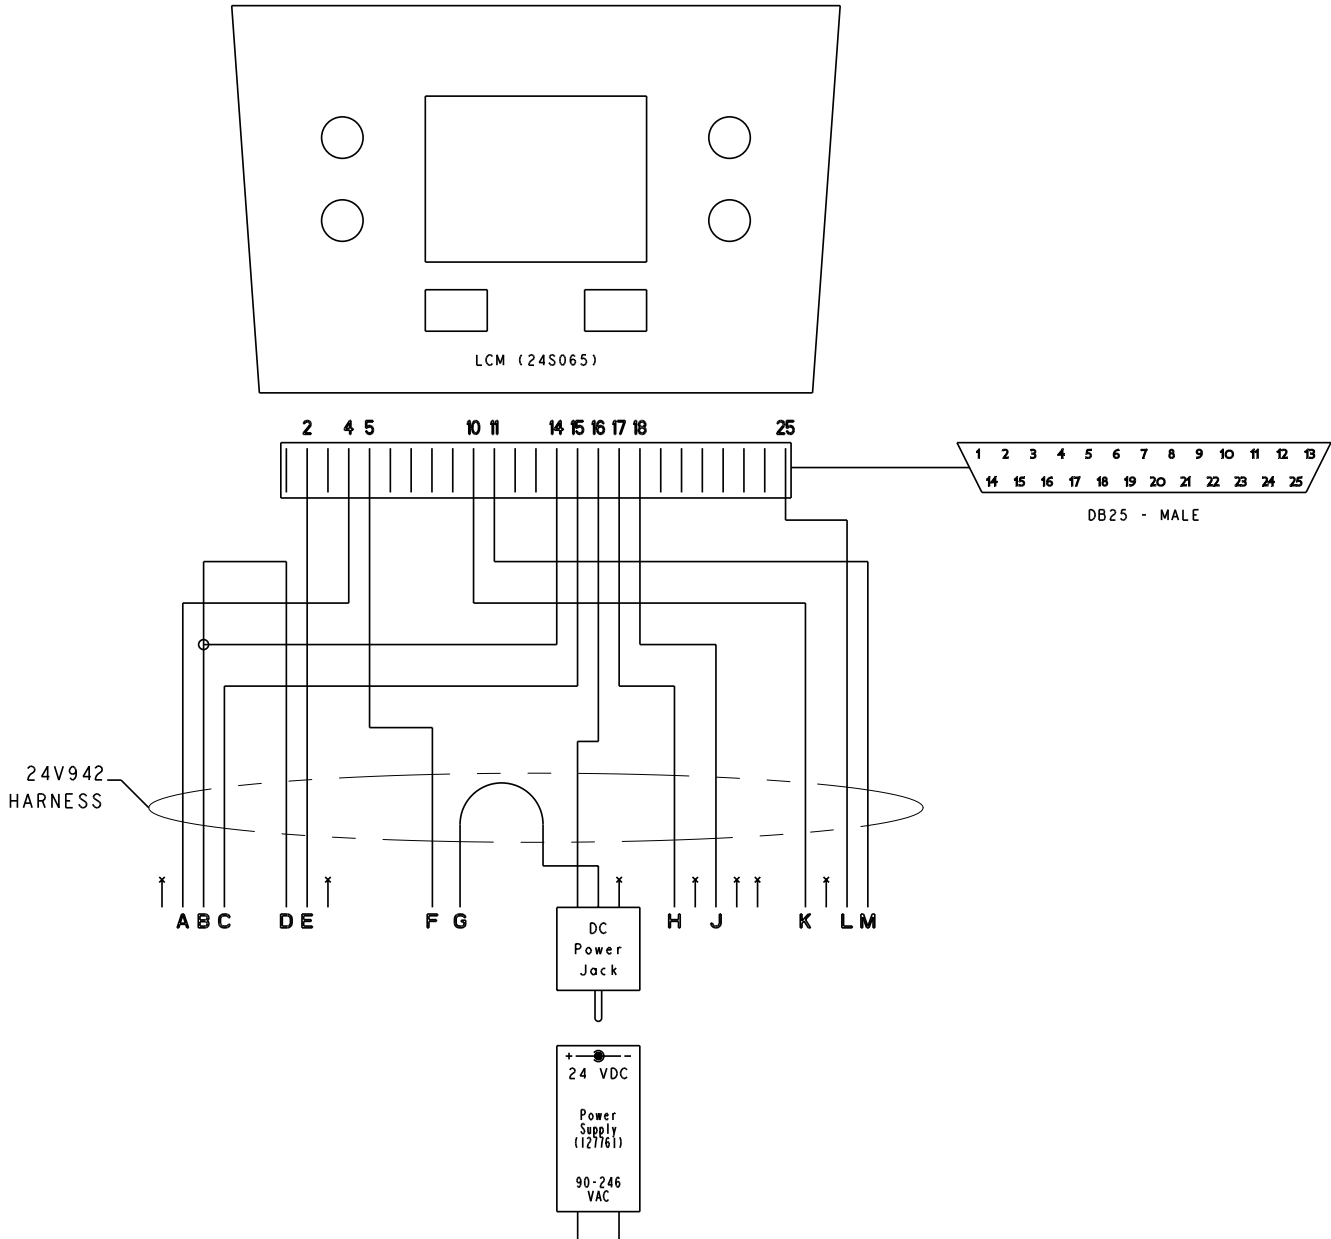 LCM (24S065)
2 4 5 10 11 14 15 16 17 18 25
1 2 3 4 5 6 7 8 9 10 11 12 13
14 15 16 17 18 19 20 21 22 23 24 25
DB25 - MALE
24V942
HARNESS
A B C D E F G H J K L M
DC
Power
Jack
+ -
24 VDC
Power
Supply
(127761)
90-246
VAC